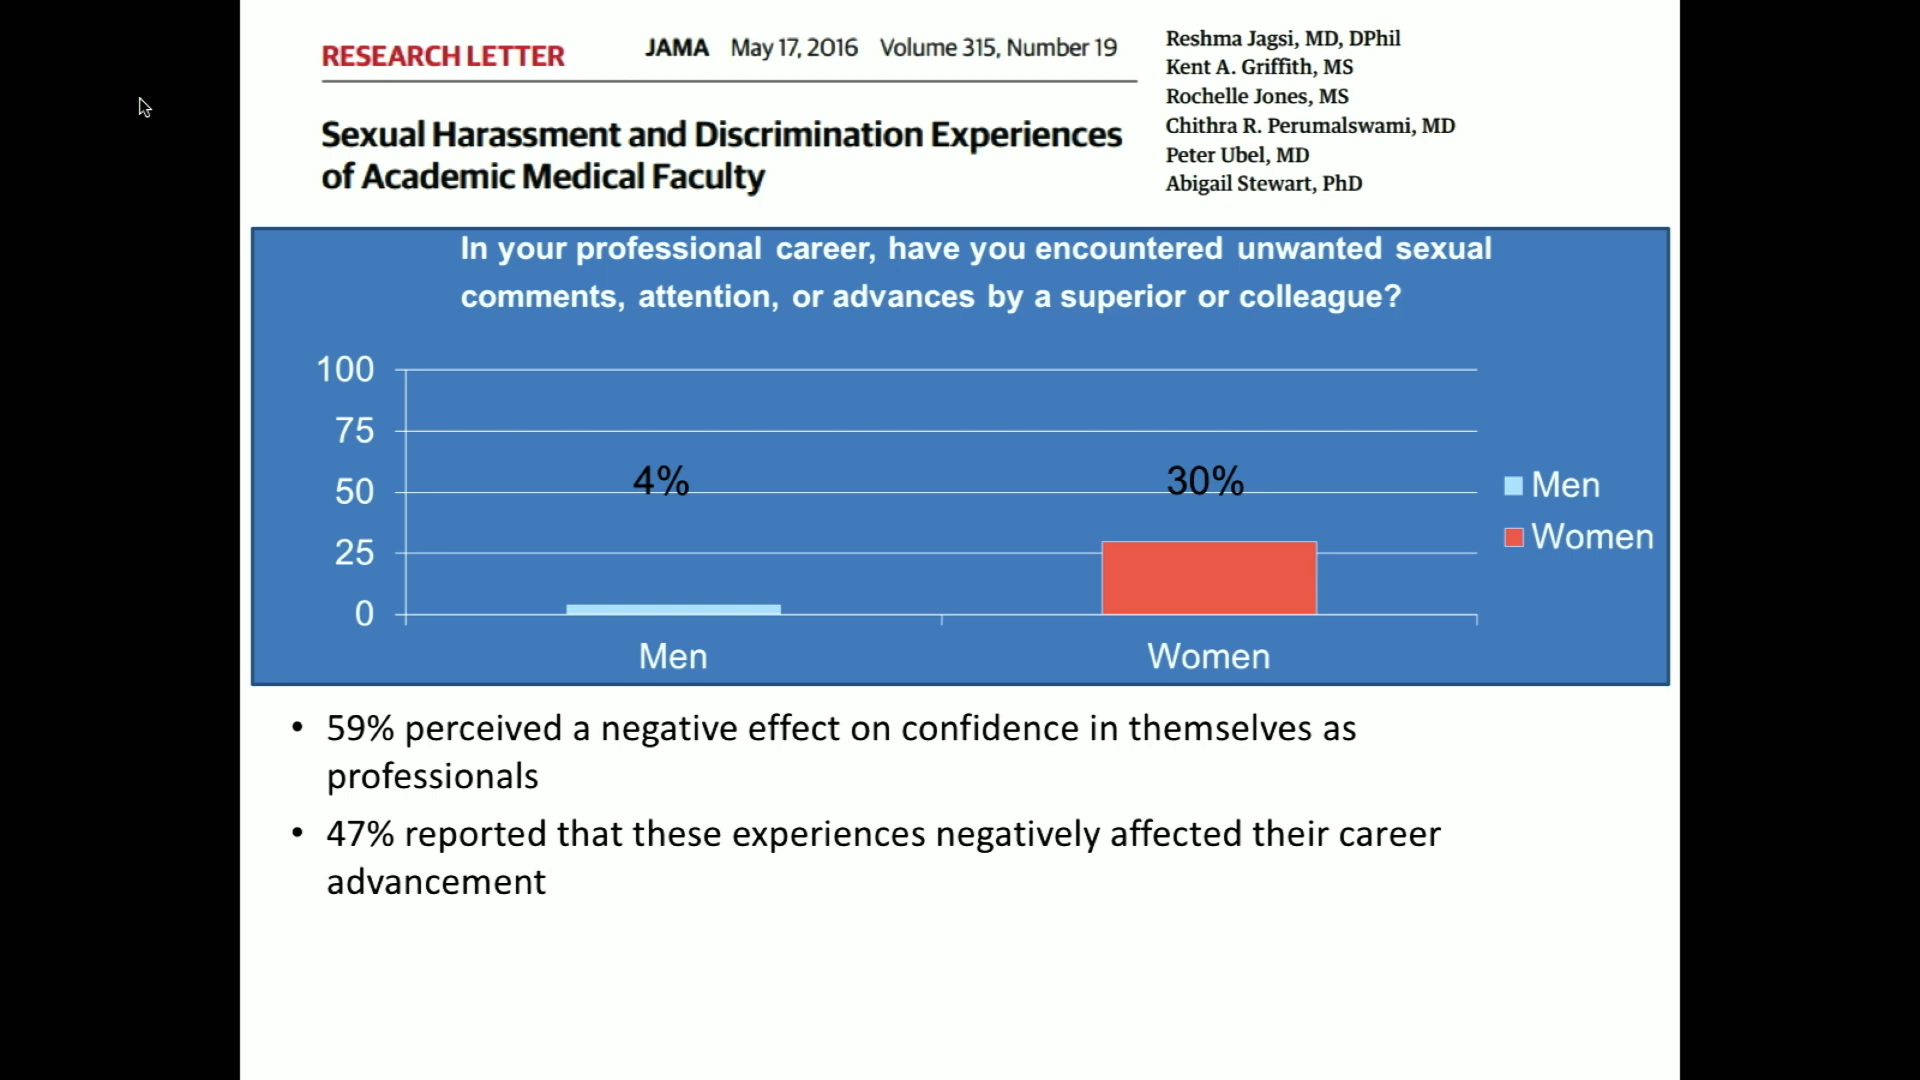 RESEARCH LETTER
JAMA May 17, 2016 Volume 315, Number 19
Sexual Harassment and Discrimination Experiences
of Academic Medical Faculty
Reshma Jagsi, MD, DPhil
Kent A. Griffith, MS
Rochelle Jones, MS
Chithra R. Perumalswami, MD
Peter Ubel, MD
Abigail Stewart, PhD
In your professional career, have you encountered unwanted sexual
comments, attention, or advances by a superior or colleague?
100
75
50
25
0
4%
30%
Men
Women
Men
Women
• 59% perceived a negative effect on confidence in themselves as
professionals
• 47% reported that these experiences negatively affected their career
advancement